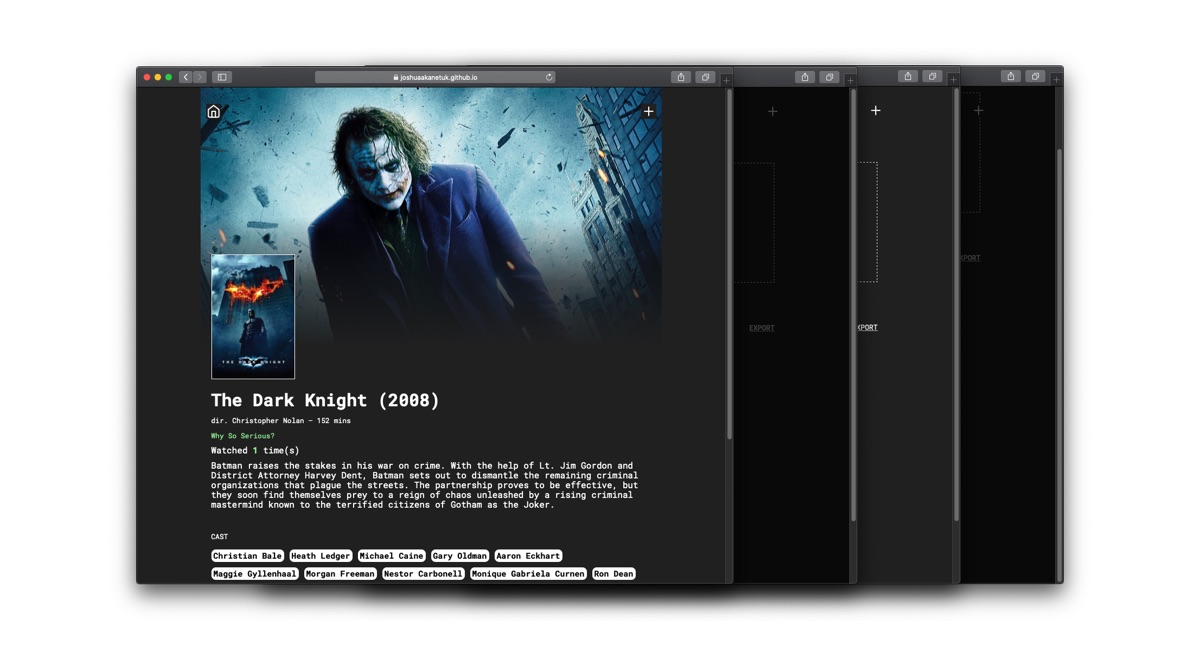 joshuaakanetuk.github.io
THE DARK KNIGHT
The Dark Knight (2008)
dir. Christopher Nolan – 152 mins
Why So Serious?
Watched 1 time(s)
Batman raises the stakes in his war on crime. With the help of Lt. Jim Gordon and
District Attorney Harvey Dent, Batman sets out to dismantle the remaining criminal
organizations that plague the streets. The partnership proves to be effective, but
they soon find themselves prey to a reign of chaos unleashed by a rising criminal
mastermind known to the terrified citizens of Gotham as the Joker.
CAST
Christian Bale Heath Ledger Michael Caine Gary Oldman Aaron Eckhart
Maggie Gyllenhaal Morgan Freeman Nestor Carbonell Monique Gabriela Curnen Ron Dean
EXPORT
XPORT
XPORT